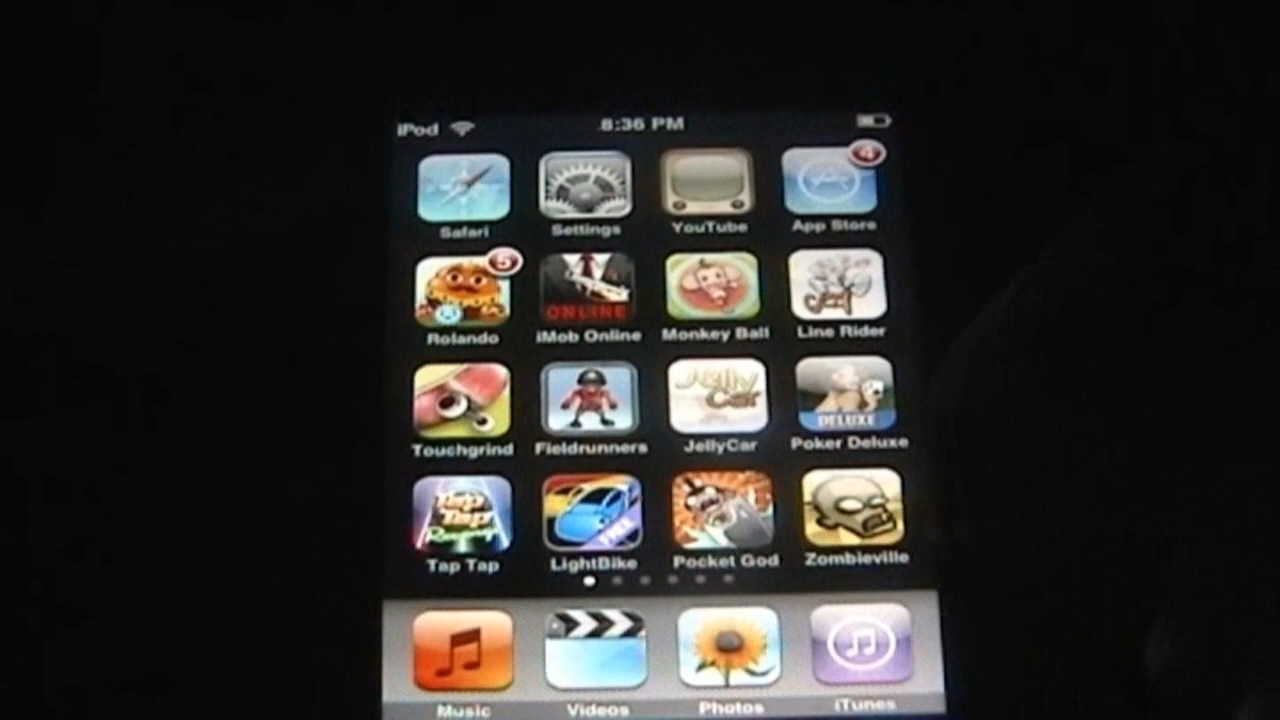 iPod 8:36 PM
4
Safari Settings YouTube App Store
5
ONLINE
Rolando iMob Online Monkey Ball Line Rider
Jelly
Car
DELUXE
Touchgrind Fieldrunners JellyCar Poker Deluxe
Tap
Tap
Revenge
FREE
Tap Tap LightBike Pocket God Zombieville
Music Videos Photos iTunes